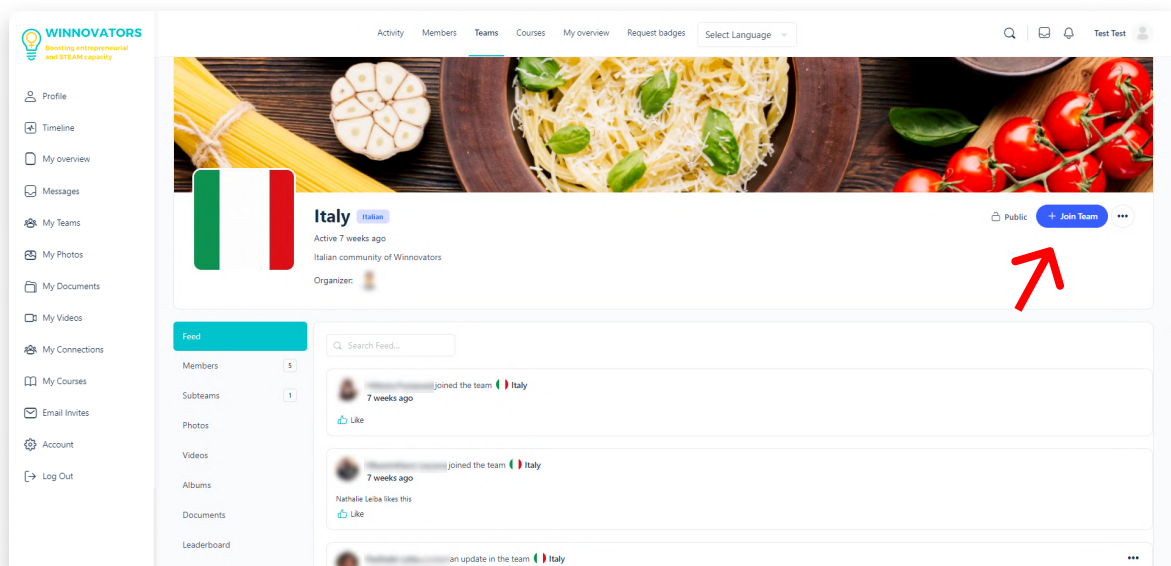 WINNOVATORS
Boosting entrepreneurial
and STEAM capacity
Activity Members Teams Courses My overview Request badges Select Language
Test Test
Profile
Timeline
My overview
Messages
My Teams
My Photos
My Documents
My Videos
My Connections
My Courses
Email Invites
Account
Log Out
Italy Italian
Active 7 weeks ago
Italian community of Winnovators
Organizer:
Public + Join Team
Feed
Members 5
Subteams 1
Photos
Videos
Albums
Documents
Leaderboard
Search Feed...
joined the team Italy
7 weeks ago
Like
joined the team Italy
7 weeks ago
Nathalie Leiba likes this
Like
an update in the team Italy